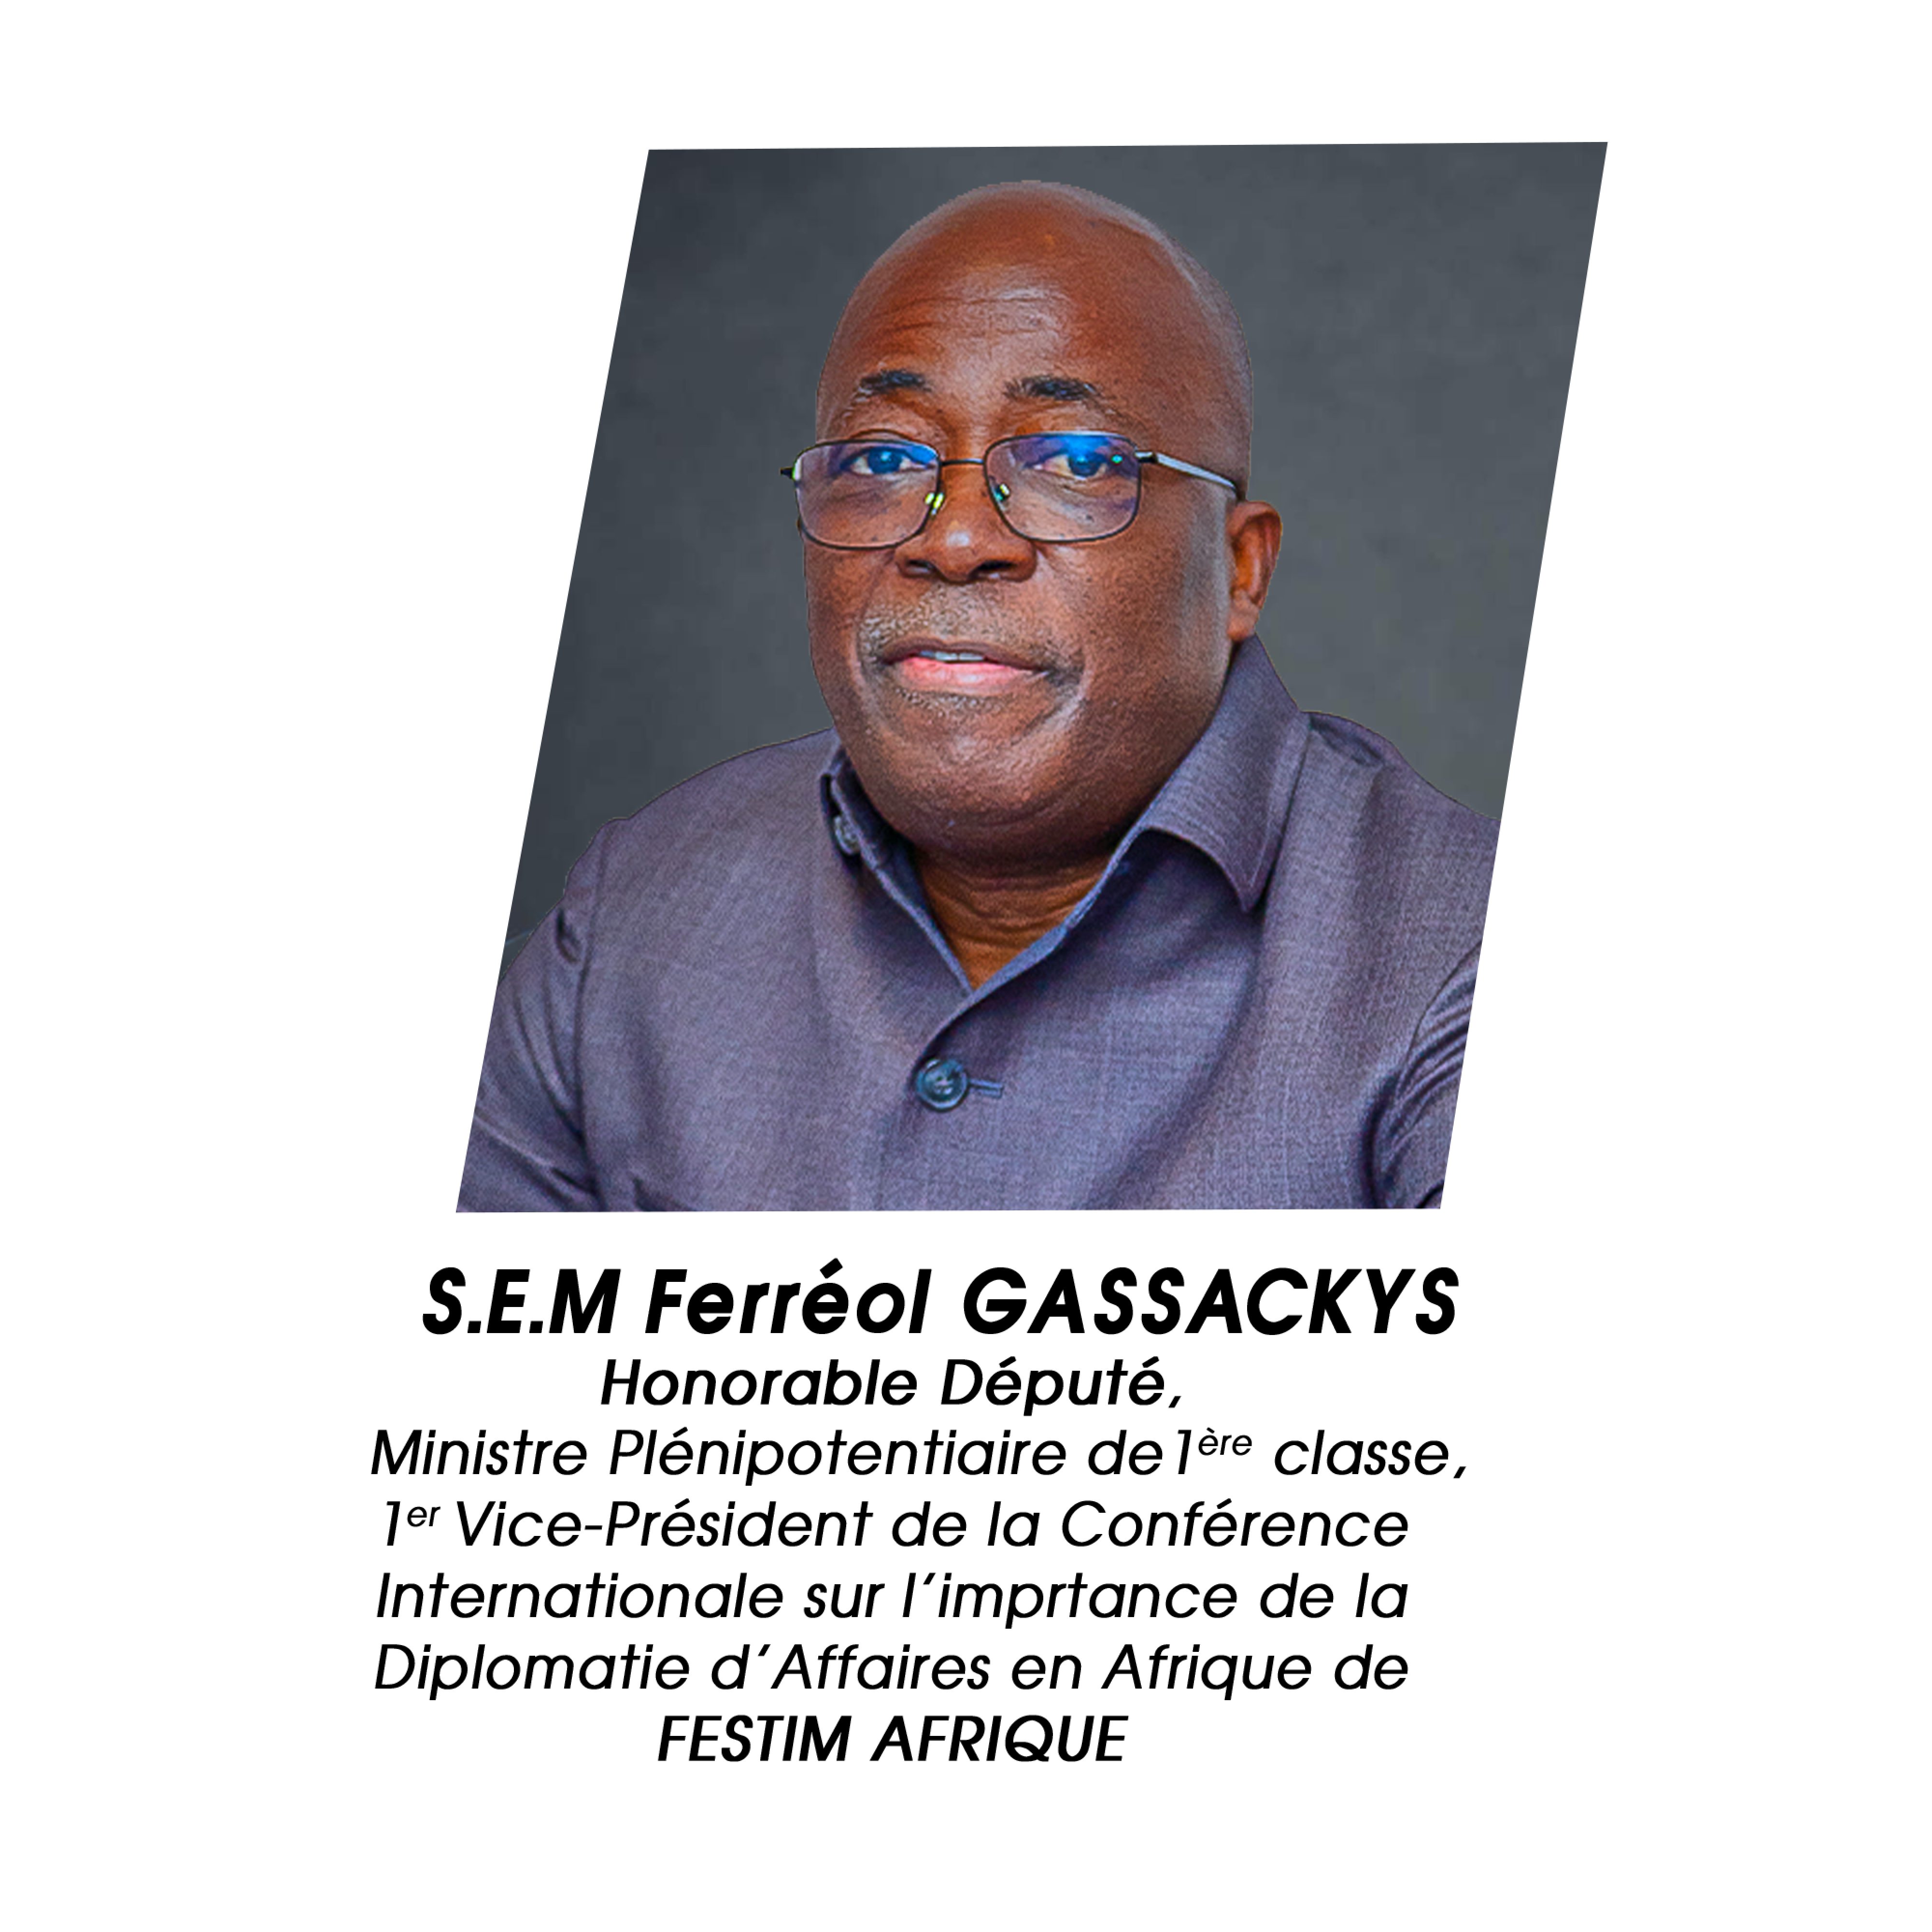 S.E.M Ferréol GASSACKYS
Honorable Député,
Ministre Plénipotentiaire de1ère classe,
1er Vice-Président de la Conférence
Internationale sur l’imprtance de la
Diplomatie d’Affaires en Afrique de
FESTIM AFRIQUE